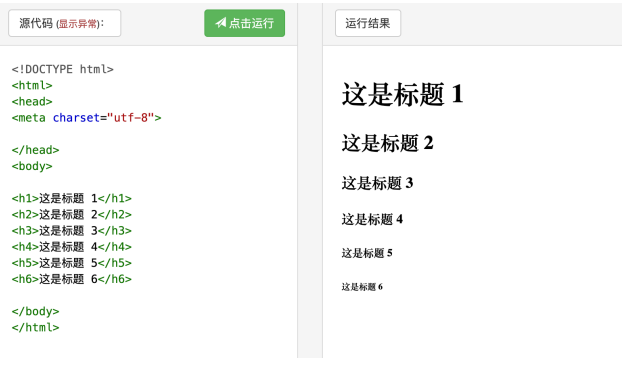 源代码 (显示异常):
点击运行
<!DOCTYPE html>
<html>
<head>
<meta charset="utf-8">
</head>
<body>
<h1>这是标题 1</h1>
<h2>这是标题 2</h2>
<h3>这是标题 3</h3>
<h4>这是标题 4</h4>
<h5>这是标题 5</h5>
<h6>这是标题 6</h6>
</body>
</html>
运行结果
这是标题 1
这是标题 2
这是标题 3
这是标题 4
这是标题 5
这是标题 6